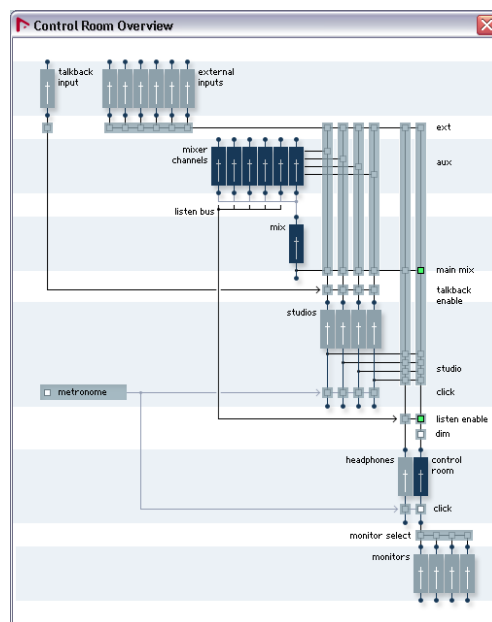 Control Room Overview
talkback
input
external
inputs
ext
mixer
channels
aux
listen bus
mix
main mix
talkback
enable
studios
studio
metronome
click
listen enable
dim
headphones
control
room
click
monitor select
monitors